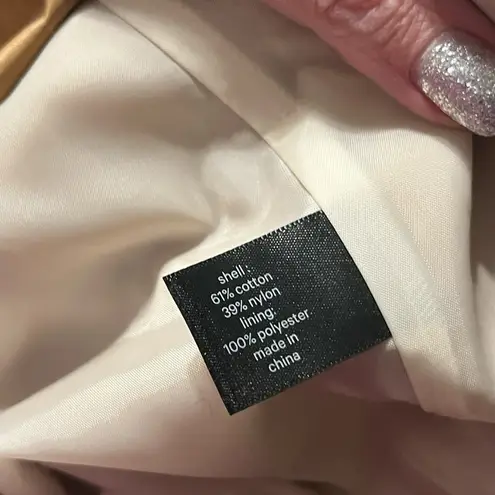 shell:
61% cotton
39% nylon
lining:
100% polyester
made in
china